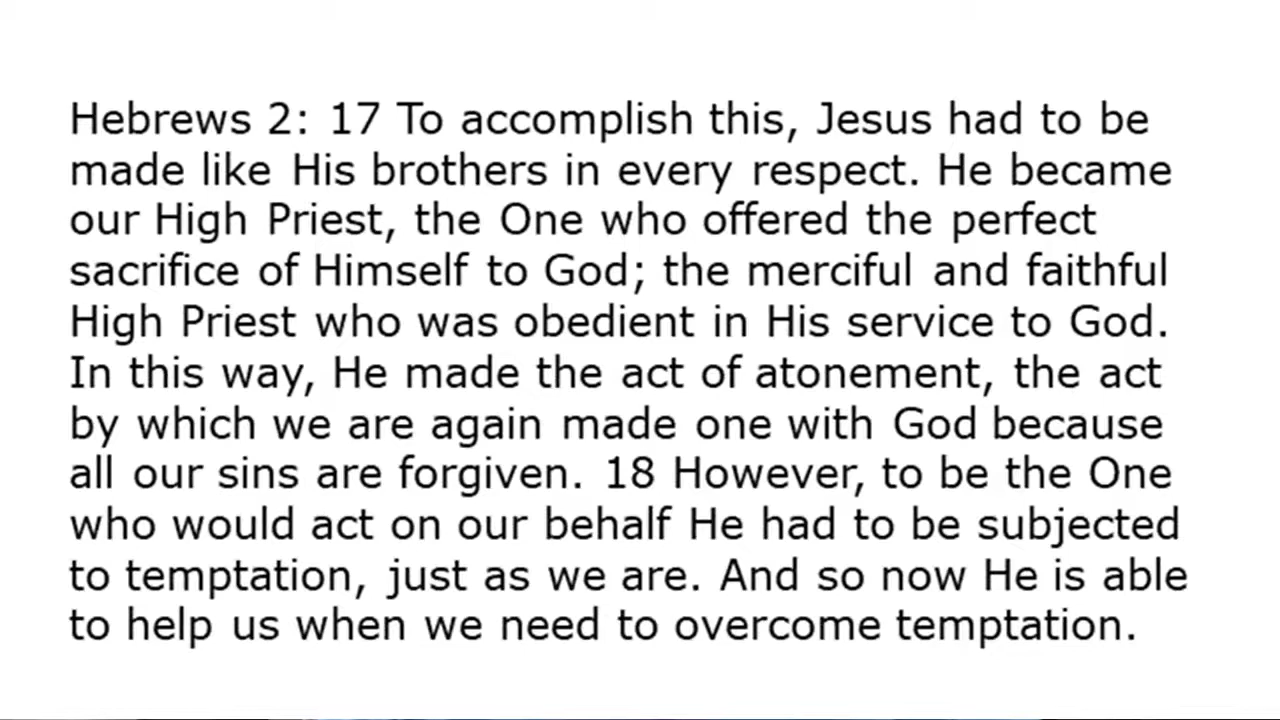 Hebrews 2: 17 To accomplish this, Jesus had to be
made like His brothers in every respect. He became
our High Priest, the One who offered the perfect
sacrifice of Himself to God; the merciful and faithful
High Priest who was obedient in His service to God.
In this way, He made the act of atonement, the act
by which we are again made one with God because
all our sins are forgiven. 18 However, to be the One
who would act on our behalf He had to be subjected
to temptation, just as we are. And so now He is able
to help us when we need to overcome temptation.